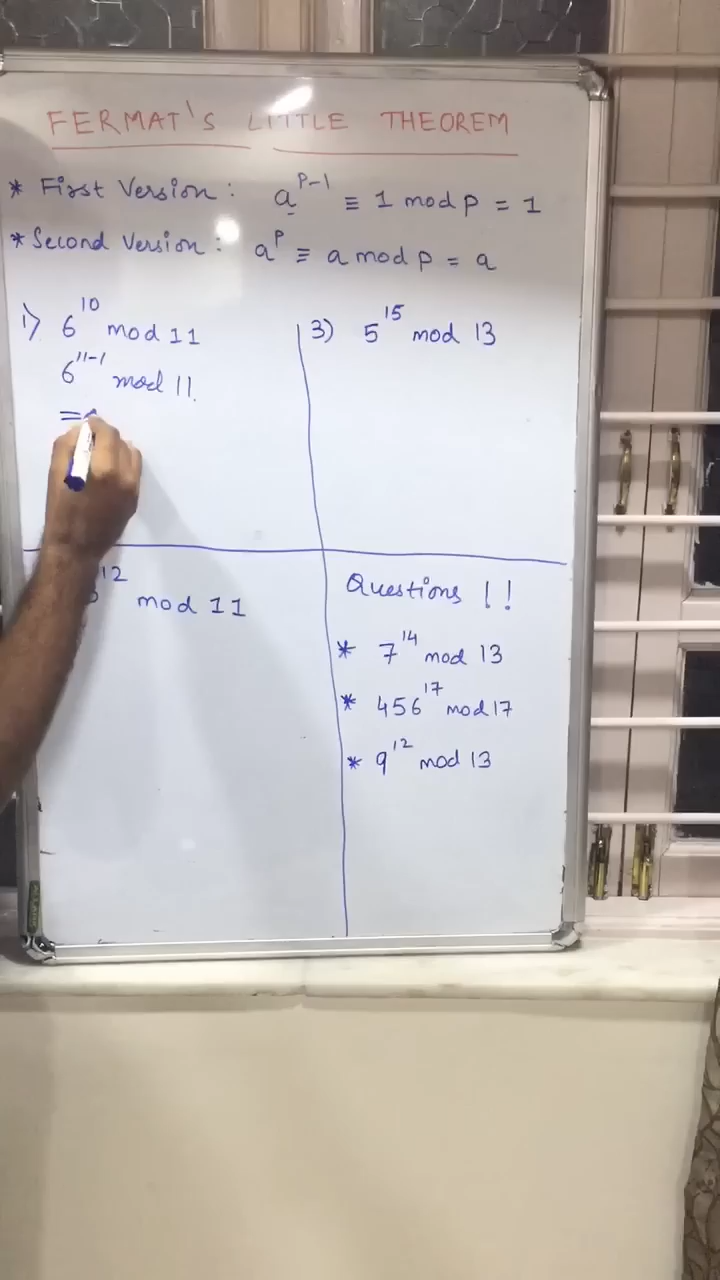 FERMAT'S LITTLE THEOREM
* First Version : a^{P-1} ≡ 1 mod P = 1
* Second Version : a^P ≡ a mod P = a
1) 6^{10} mod 11
6^{11-1} mod 11
=
3) 5^{15} mod 13
^{12} mod 11
Questions !!
* 7^{14} mod 13
* 456^{17} mod 17
* 9^{12} mod 13